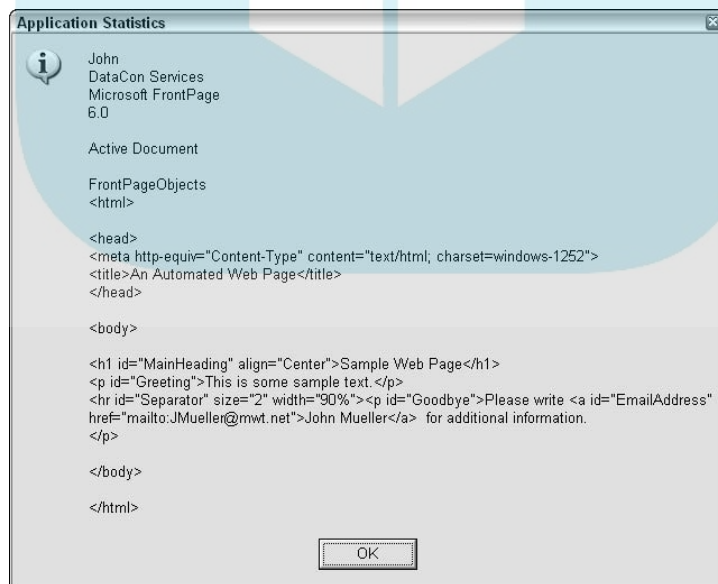 Application Statistics
John
DataCon Services
Microsoft FrontPage
6.0
Active Document
FrontPageObjects
<html>
<head>
<meta http-equiv="Content-Type" content="text/html; charset=windows-1252">
<title>An Automated Web Page</title>
</head>
<body>
<h1 id="MainHeading" align="Center">Sample Web Page</h1>
<p id="Greeting">This is some sample text.</p>
<hr id="Separator" size="2" width="90%"><p id="Goodbye">Please write <a id="EmailAddress"
href="mailto:JMueller@mwt.net">John Mueller</a>  for additional information.
</p>
</body>
</html>
OK